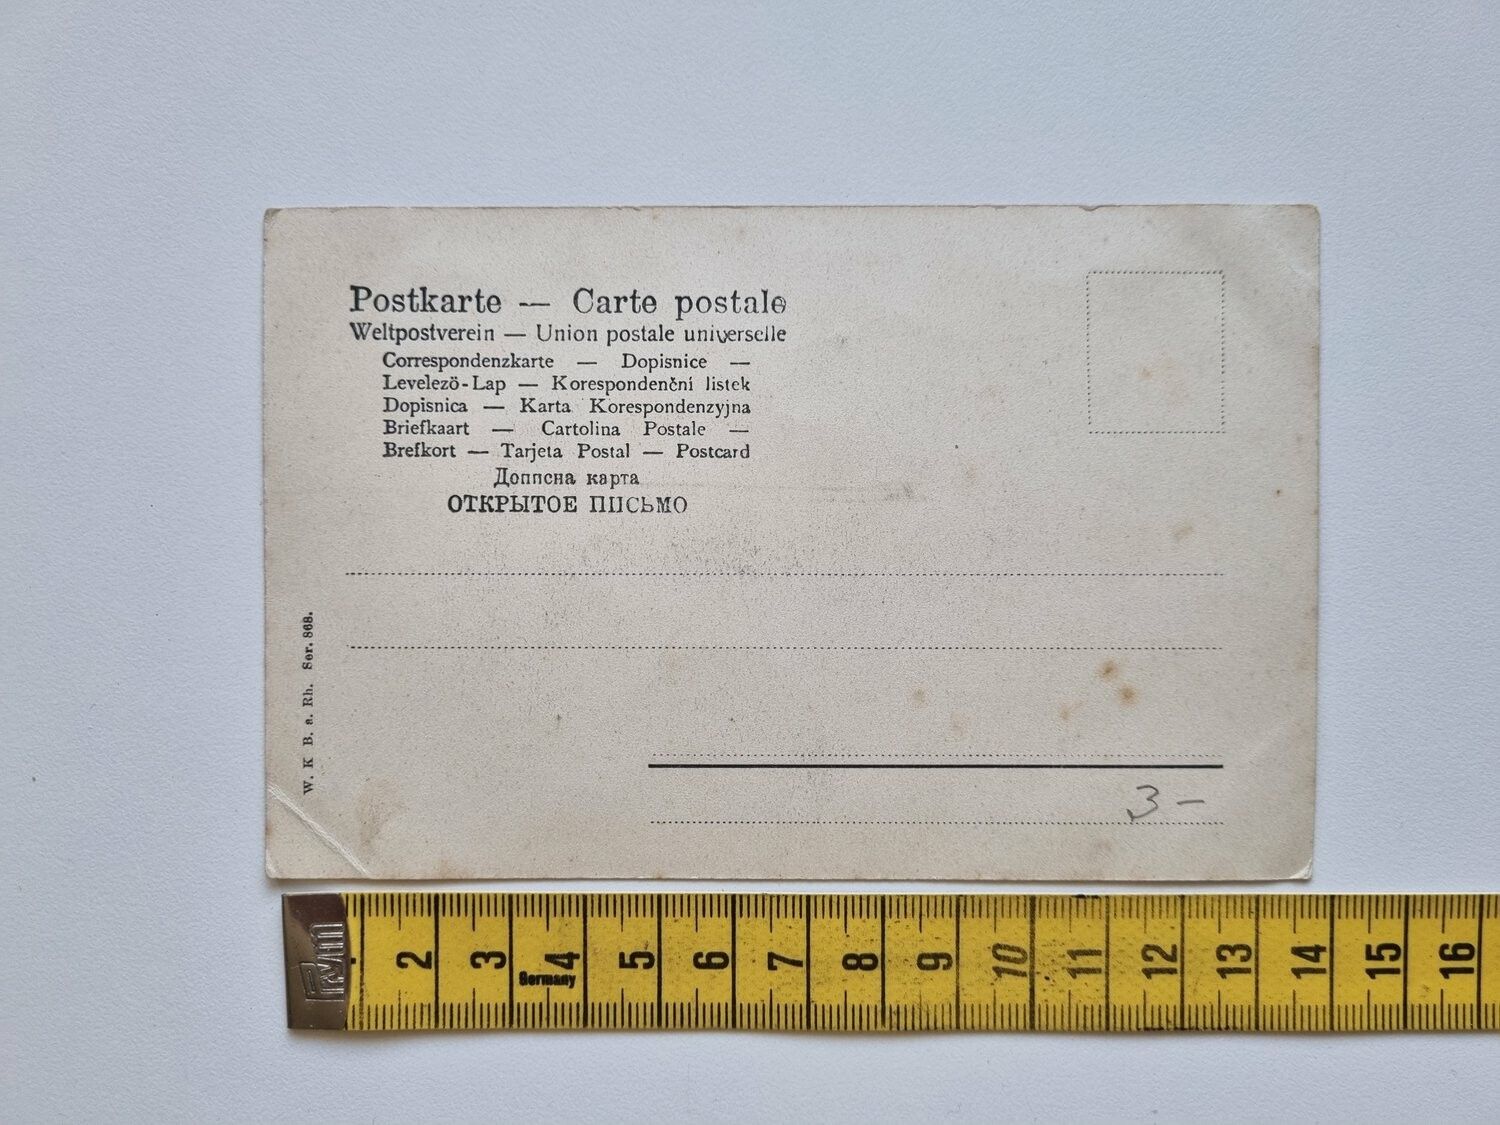 Postkarte — Carte postale
Weltpostverein — Union postale universelle
Correspondenzkarte — Dopisnice —
Levelezö-Lap — Korespondenční listek
Dopisnica — Karta Korespondenzyjna
Briefkaart — Cartolina Postale —
Brefkort — Tarjeta Postal — Postcard
Дописна карта
ОТКРЫТОЕ ПИСЬМО
W. K B. a. Rh. Ser. 868.
3 –
Prym
2 3 4 5 6 7 8 9 10 11 12 13 14 15 16
Germany